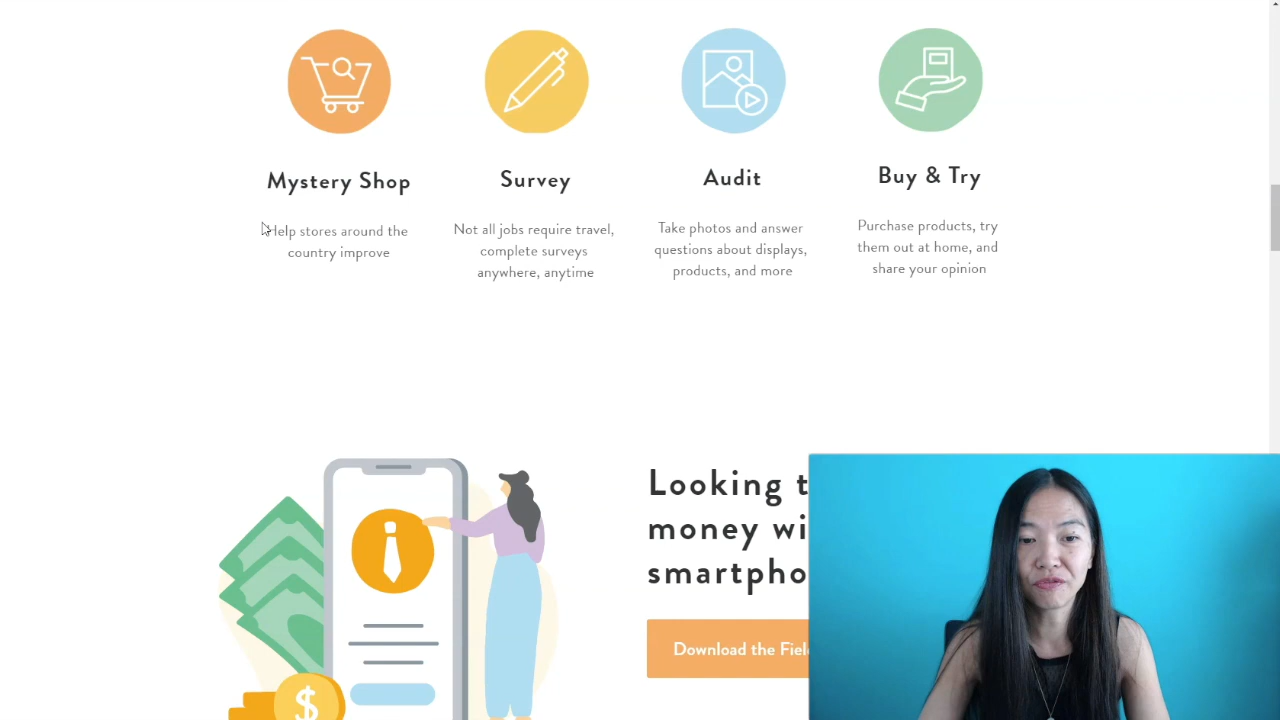 Mystery Shop
Help stores around the
country improve
Survey
Not all jobs require travel,
complete surveys
anywhere, anytime
Audit
Take photos and answer
questions about displays,
products, and more
Buy & Try
Purchase products, try
them out at home, and
share your opinion
$
Looking
money
smartpho
Download the Fiel